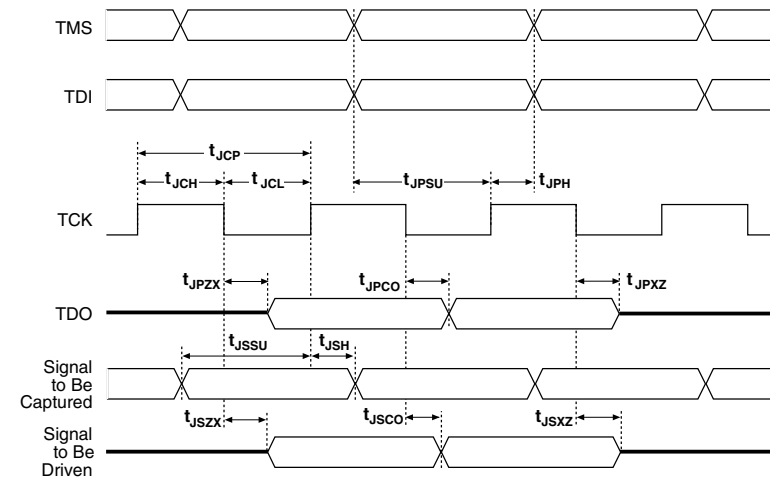 TMS
TDI
tJCP
tJCH
tJCL
tJPSU
tJPH
TCK
tJPZX
tJPCO
tJPXZ
TDO
tJSSU
tJSH
Signal
to Be
Captured
tJSZX
tJSCO
tJSXZ
Signal
to Be
Driven